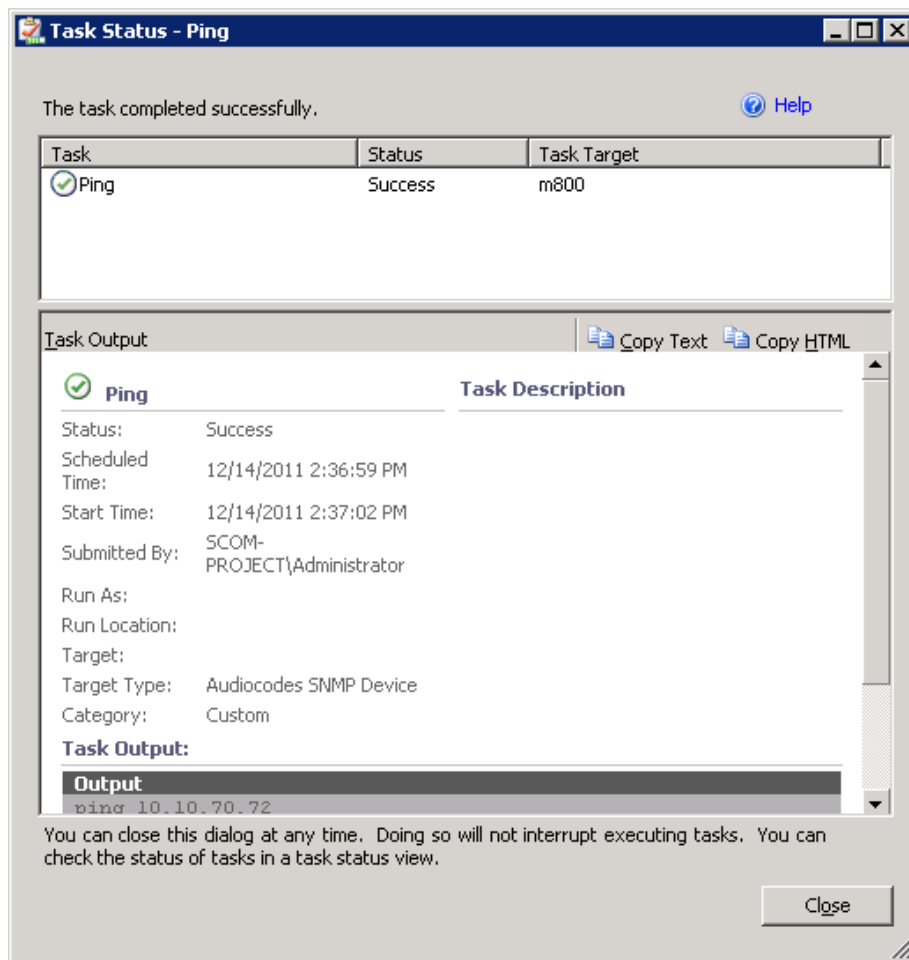 Task Status - Ping
The task completed successfully.
Help
Task Status Task Target
Ping Success m800
Task Output Copy Text Copy HTML
Ping Task Description
Status: Success
Scheduled
Time: 12/14/2011 2:36:59 PM
Start Time: 12/14/2011 2:37:02 PM
Submitted By: SCOM-
PROJECT\Administrator
Run As:
Run Location:
Target:
Target Type: Audiocodes SNMP Device
Category: Custom
Task Output:
Output
ping 10.10.70.72
You can close this dialog at any time. Doing so will not interrupt executing tasks. You can
check the status of tasks in a task status view.
Close